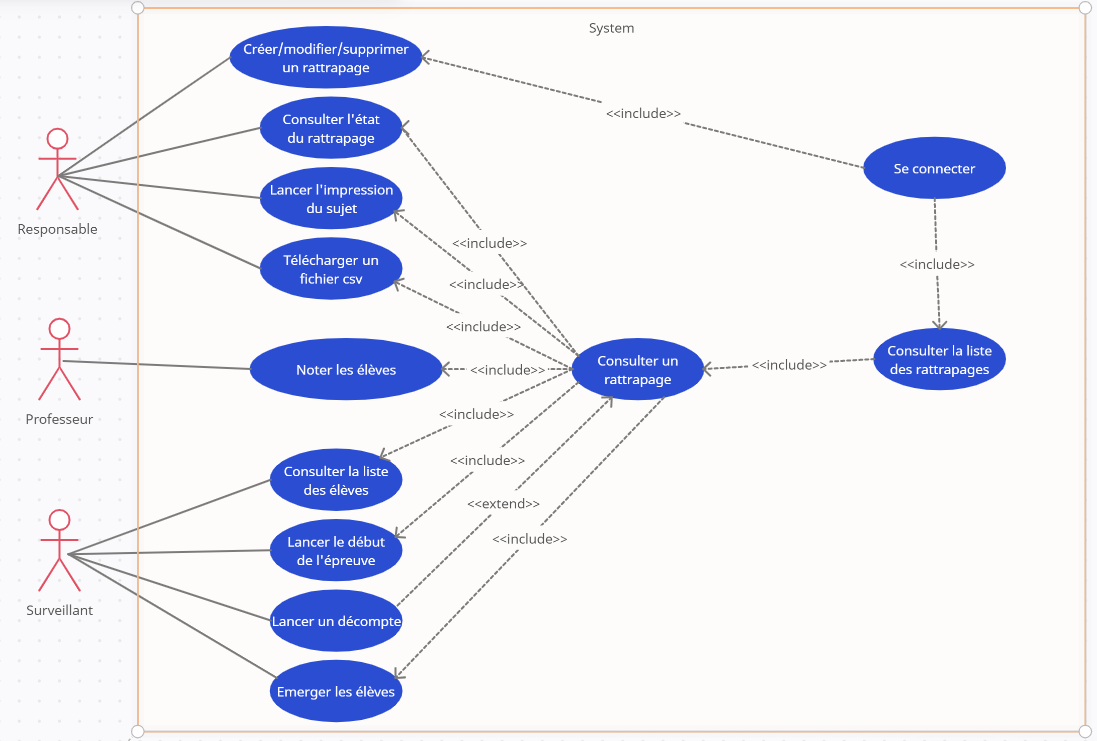 System
Créer/modifier/supprimer
un rattrapage
<<include>>
Consulter l'état
du rattrapage
Se connecter
Lancer l'impression
du sujet
Responsable
<<include>>
<<include>>
Télécharger un
fichier csv
<<include>>
<<include>>
Consulter la liste
des rattrapages
<<include>>
Consulter un
rattrapage
<<include>>
Noter les élèves
Professeur
<<include>>
<<include>>
Consulter la liste
des élèves
<<extend>>
<<include>>
Lancer le début
de l'épreuve
Surveillant
Lancer un décompte
Emerger les élèves